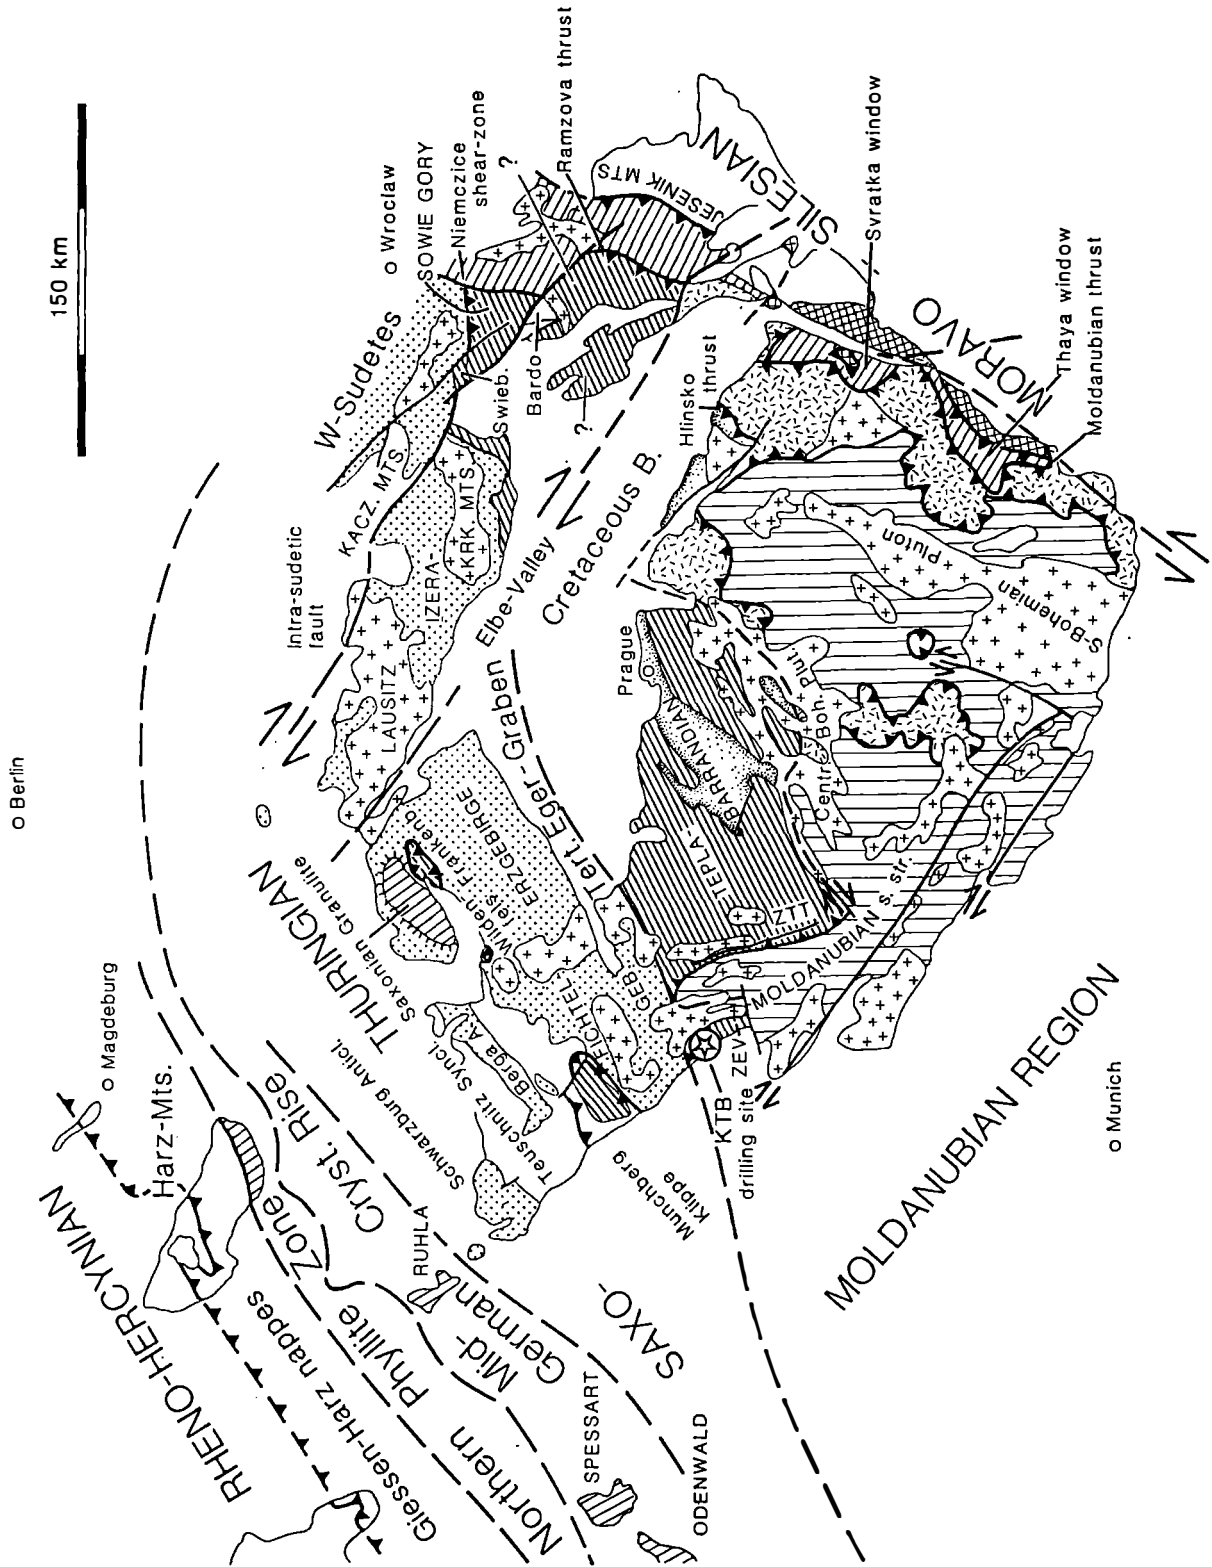 150 km
O Berlin
O Magdeburg
Harz-Mts.
RHENO-HERCYNIAN
Giessen-Harz nappes
Northern Phyllite Zone
Mid-German Cryst. Rise
RUHLA
SPESSART
ODENWALD
SAXO-THURINGIAN
Schwarzburg Anticl.
Teuschnitz Syncl.
Berga A.
Saxonian Granulite
Frankenb.
Wilden
fels
ERZGEBIRGE
FICHTEL
GEB.
Munchberg
Klippe
KTB
drilling site
ZEV
MOLDANUBIAN REGION
O Munich
MOLDANUBIAN s. str.
ZTT
TEPLA
BARRANDIAN
Prague
Centr. Boh. Plut
S-Bohemian
Pluton
Tert. Eger-Graben
Elbe-Valley
Cretaceous B.
LAUSITZ
IZERA-
KRK MTS
KACZ. MTS
Intra-sudetic
fault
W-Sudetes
O Wroclaw
SOWIE GORY
Niemczice
shear-zone
?
Ramzova thrust
Swieb.
Bardo
?
JESENIK MTS
Hlinsko
thrust
MORAVO
SILESIAN
Svratka window
Thaya window
Moldanubian thrust